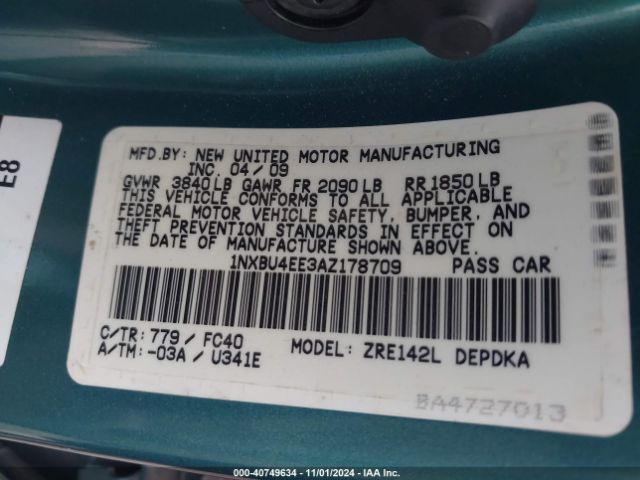 E8
MFD.BY: NEW UNITED MOTOR MANUFACTURING
INC. 04/09
GVWR 3840LB GAWR FR 2090LB RR 1850LB
THIS VEHICLE CONFORMS TO ALL APPLICABLE
FEDERAL MOTOR VEHICLE SAFETY, BUMPER, AND
THEFT PREVENTION STANDARDS IN EFFECT ON
THE DATE OF MANUFACTURE SHOWN ABOVE.
1NXBU4EE3AZ178709 PASS CAR
C/TR: 779 / FC40
A/TM: -03A / U341E
MODEL: ZRE142L DEPDKA
BA4727013
000-40749634 - 11/01/2024 - IAA Inc.